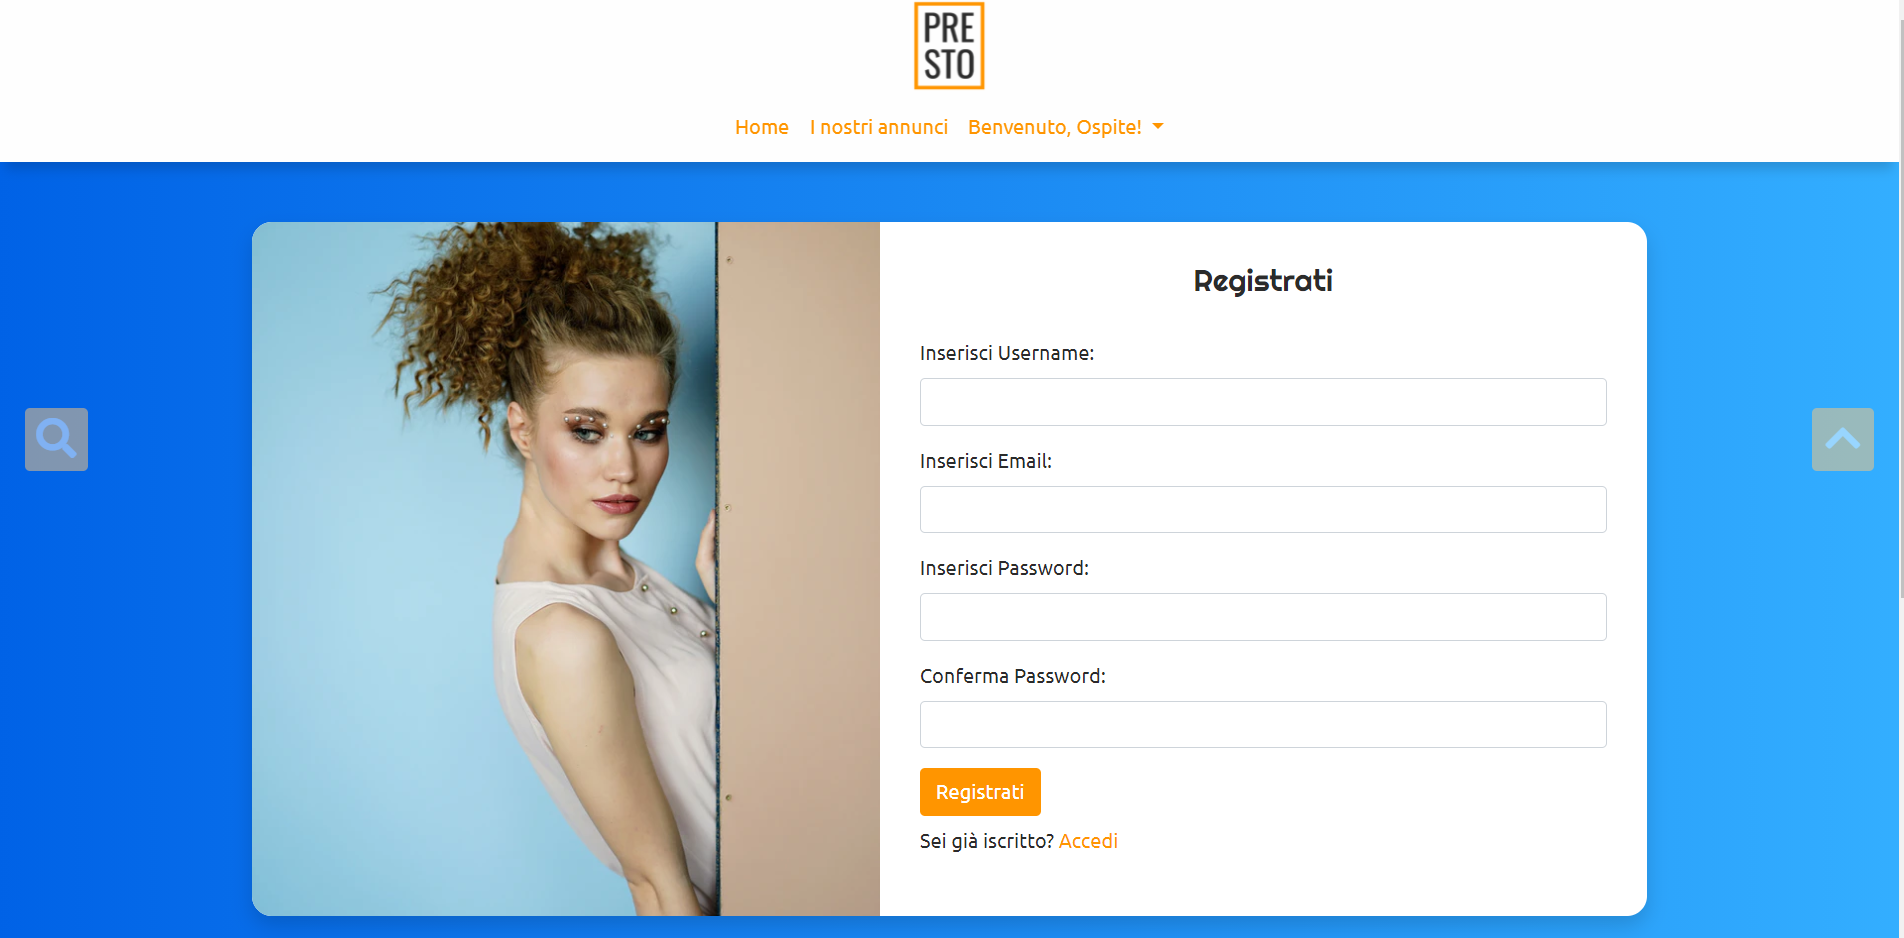 PRE
STO
Home I nostri annunci Benvenuto, Ospite!
Registrati
Inserisci Username:
Inserisci Email:
Inserisci Password:
Conferma Password:
Registrati
Sei già iscritto? Accedi